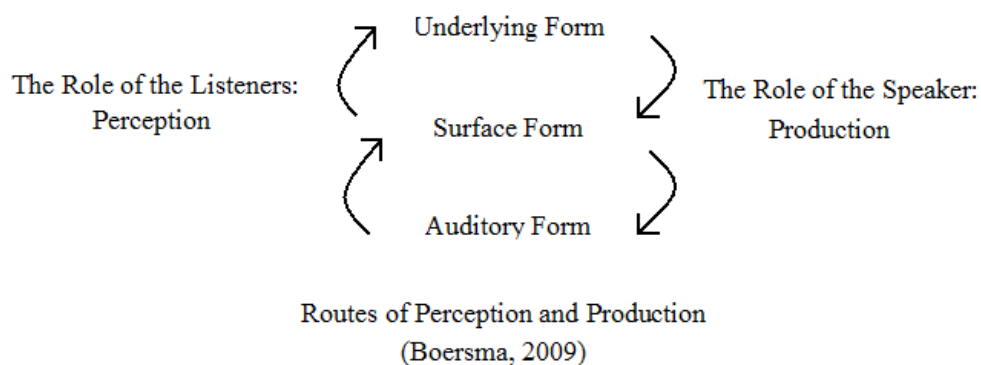 Underlying Form
The Role of the Listeners:
Perception
The Role of the Speaker:
Production
Surface Form
Auditory Form
Routes of Perception and Production
(Boersma, 2009)